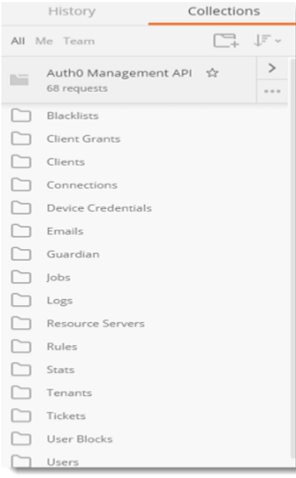 History Collections
All Me Team
Auth0 Management API
68 requests
Blacklists
Client Grants
Clients
Connections
Device Credentials
Emails
Guardian
Jobs
Logs
Resource Servers
Rules
Stats
Tenants
Tickets
User Blocks
Users